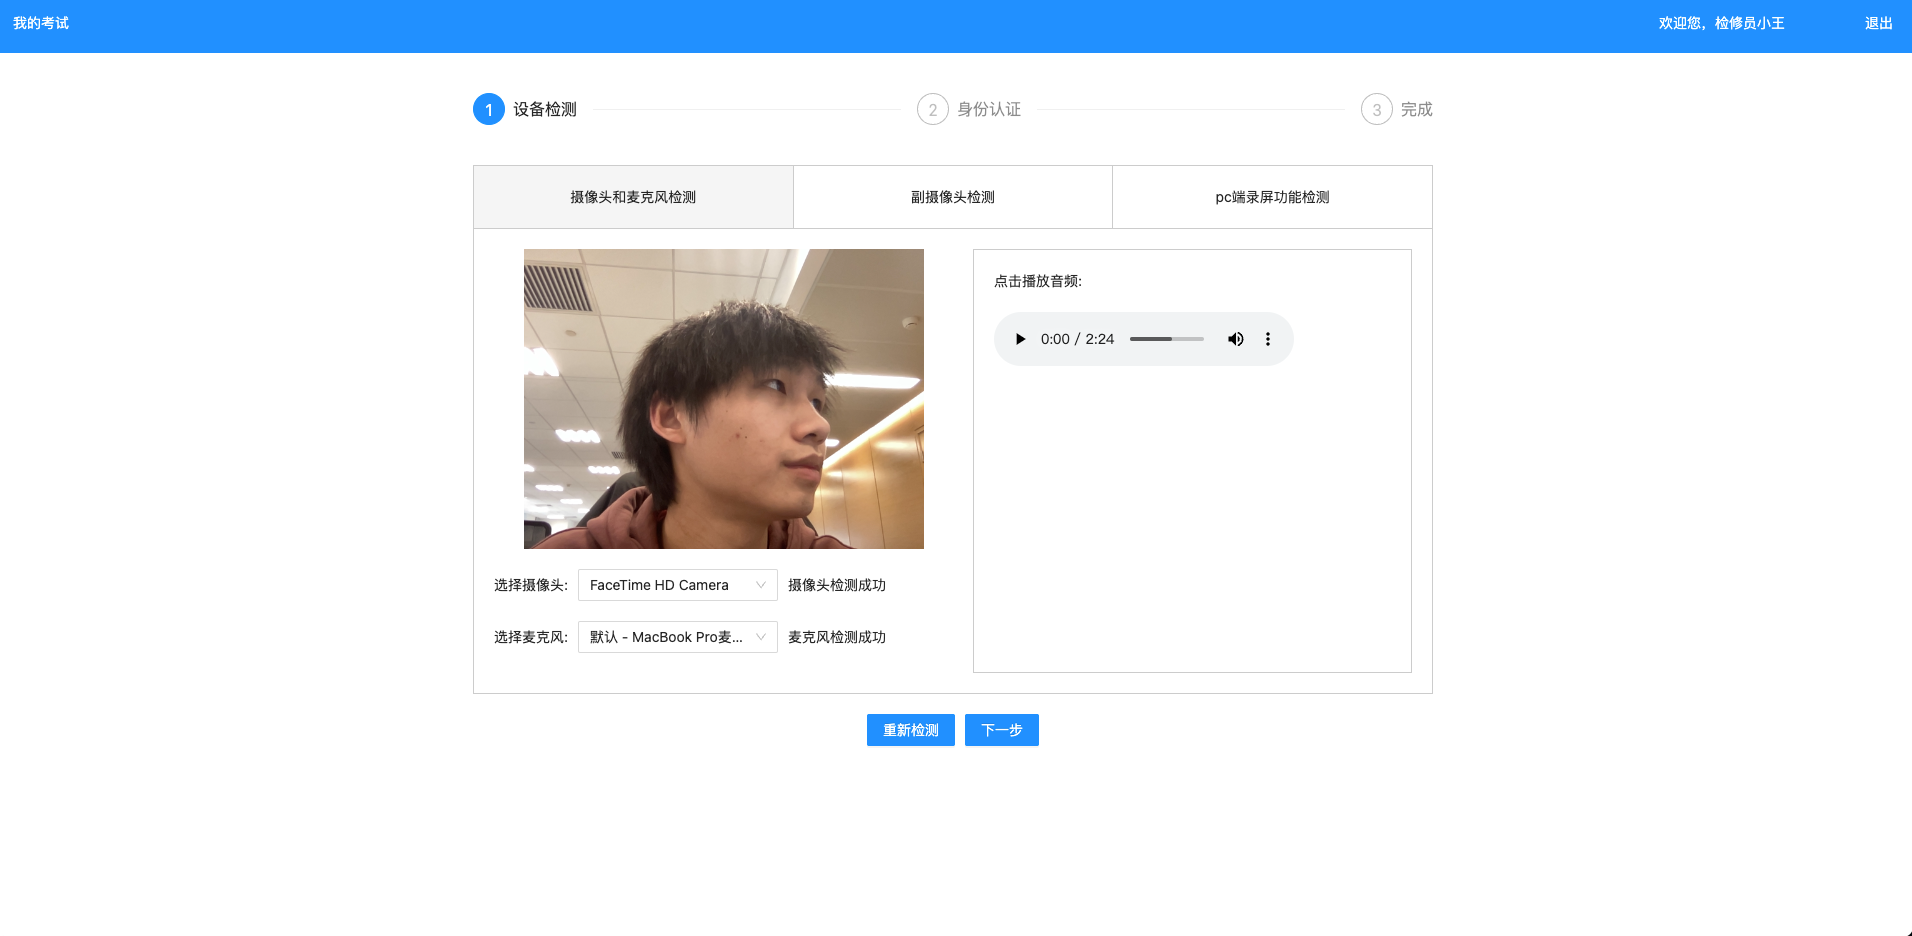 我的考试
欢迎您，检修员小王
退出
1 设备检测
2 身份认证
3 完成
摄像头和麦克风检测
副摄像头检测
pc端录屏功能检测
点击播放音频:
0:00 / 2:24
选择摄像头: FaceTime HD Camera 摄像头检测成功
选择麦克风: 默认 - MacBook Pro麦... 麦克风检测成功
重新检测
下一步